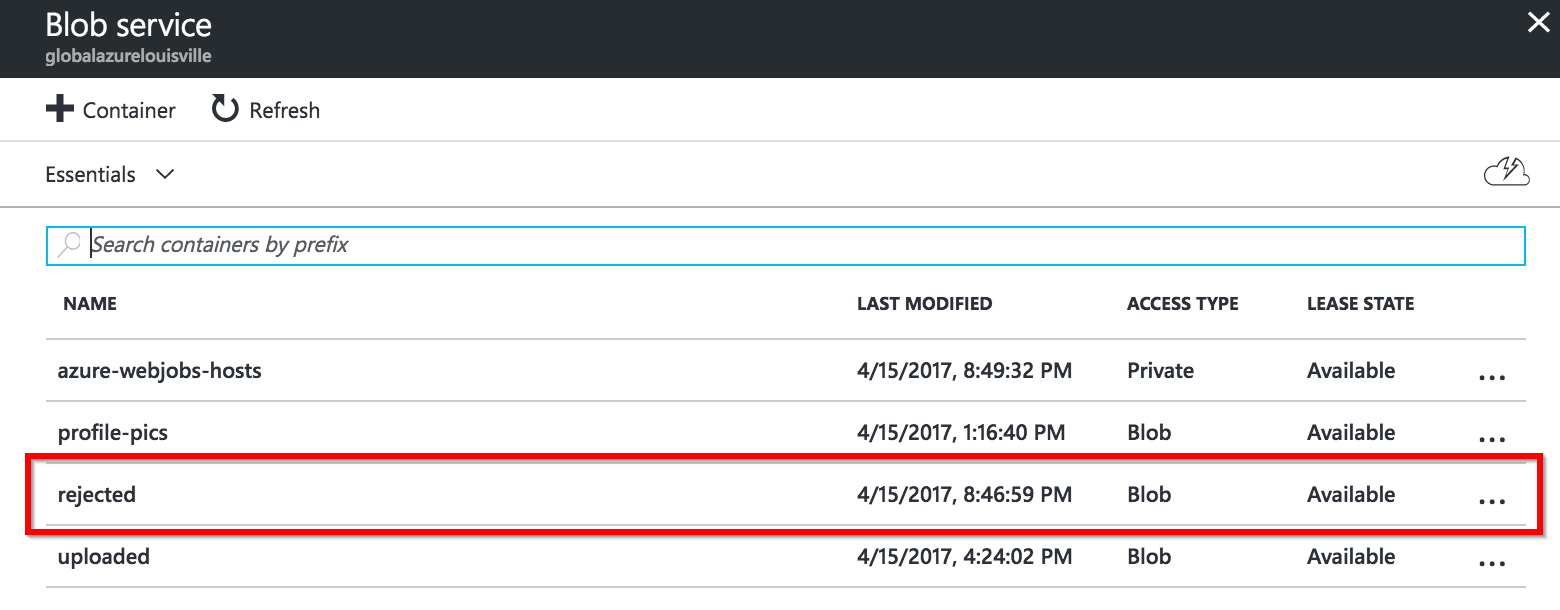 Blob service
globalazurelouisville
Container Refresh
Essentials
Search containers by prefix
NAME LAST MODIFIED ACCESS TYPE LEASE STATE
azure-webjobs-hosts 4/15/2017, 8:49:32 PM Private Available ...
profile-pics 4/15/2017, 1:16:40 PM Blob Available ...
rejected 4/15/2017, 8:46:59 PM Blob Available ...
uploaded 4/15/2017, 4:24:02 PM Blob Available ...